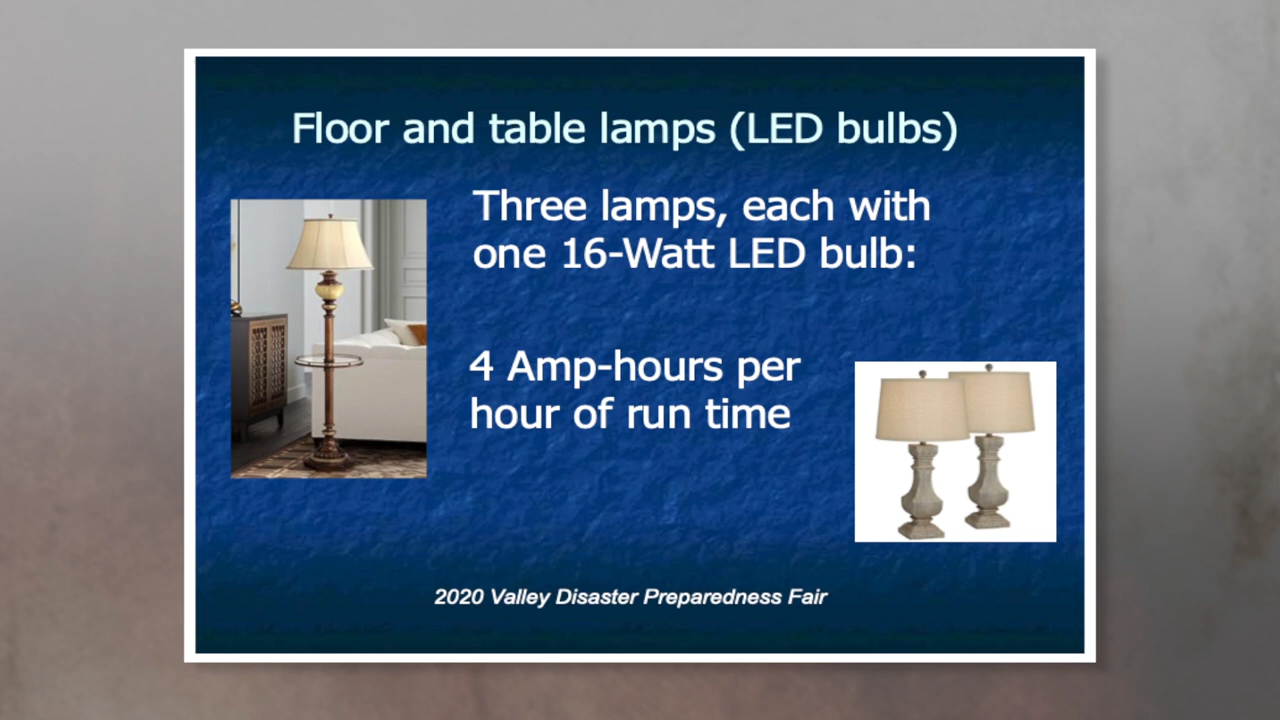 Floor and table lamps (LED bulbs)
Three lamps, each with
one 16-Watt LED bulb:
4 Amp-hours per
hour of run time
2020 Valley Disaster Preparedness Fair